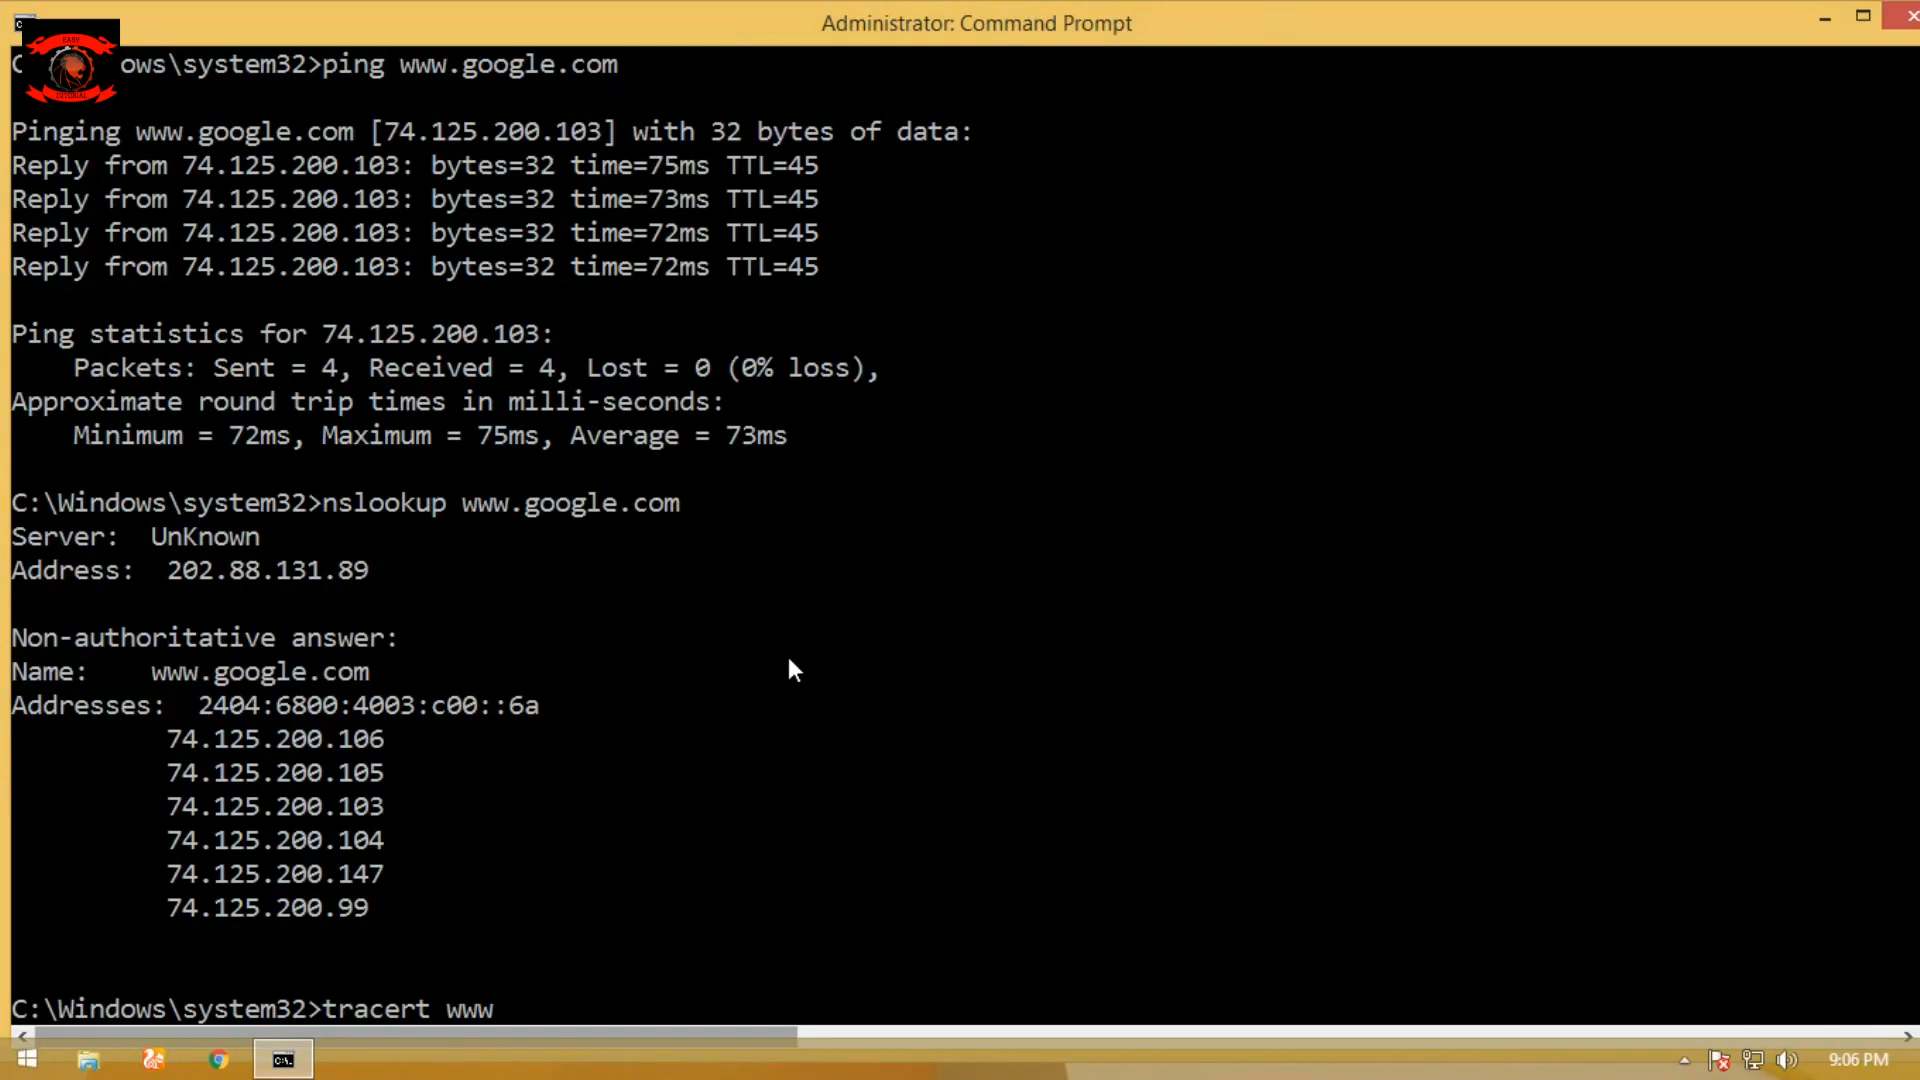 Administrator: Command Prompt
EASY
TUTORIAL
C ows\system32>ping www.google.com
Pinging www.google.com [74.125.200.103] with 32 bytes of data:
Reply from 74.125.200.103: bytes=32 time=75ms TTL=45
Reply from 74.125.200.103: bytes=32 time=73ms TTL=45
Reply from 74.125.200.103: bytes=32 time=72ms TTL=45
Reply from 74.125.200.103: bytes=32 time=72ms TTL=45
Ping statistics for 74.125.200.103:
Packets: Sent = 4, Received = 4, Lost = 0 (0% loss),
Approximate round trip times in milli-seconds:
Minimum = 72ms, Maximum = 75ms, Average = 73ms
C:\Windows\system32>nslookup www.google.com
Server:  UnKnown
Address:  202.88.131.89
Non-authoritative answer:
Name:    www.google.com
Addresses:  2404:6800:4003:c00::6a
74.125.200.106
74.125.200.105
74.125.200.103
74.125.200.104
74.125.200.147
74.125.200.99
C:\Windows\system32>tracert www
C:\.
9:06 PM